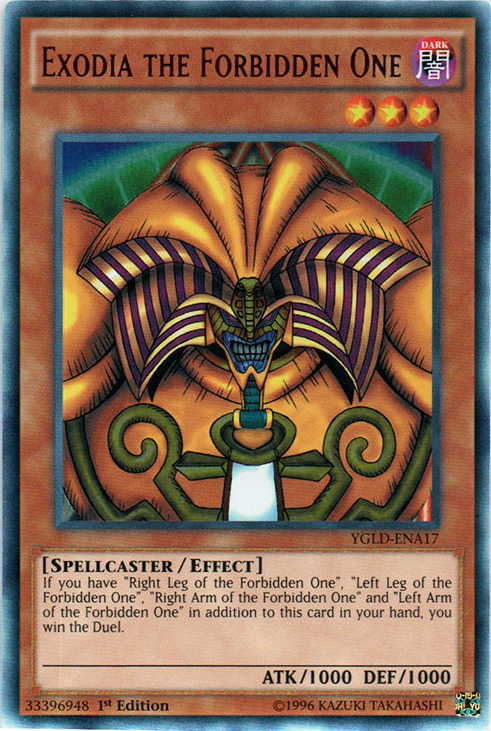 EXODIA THE FORBIDDEN ONE
DARK
闇
YGLD-ENA17
[SPELLCASTER / EFFECT]
If you have "Right Leg of the Forbidden One", "Left Leg of the
Forbidden One", "Right Arm of the Forbidden One" and "Left Arm
of the Forbidden One" in addition to this card in your hand, you
win the Duel.
ATK/1000 DEF/1000
33396948 1st Edition ©1996 KAZUKI TAKAHASHI